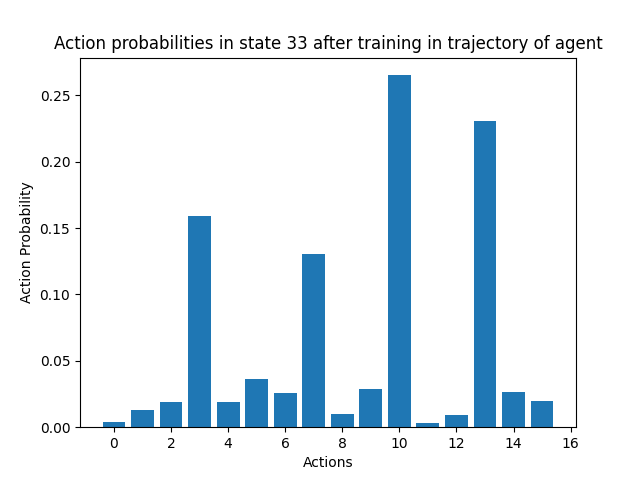 Action probabilities in state 33 after training in trajectory of agent
0.25
0.20
0.15
0.10
0.05
0.00
Action Probability
0 2 4 6 8 10 12 14 16
Actions